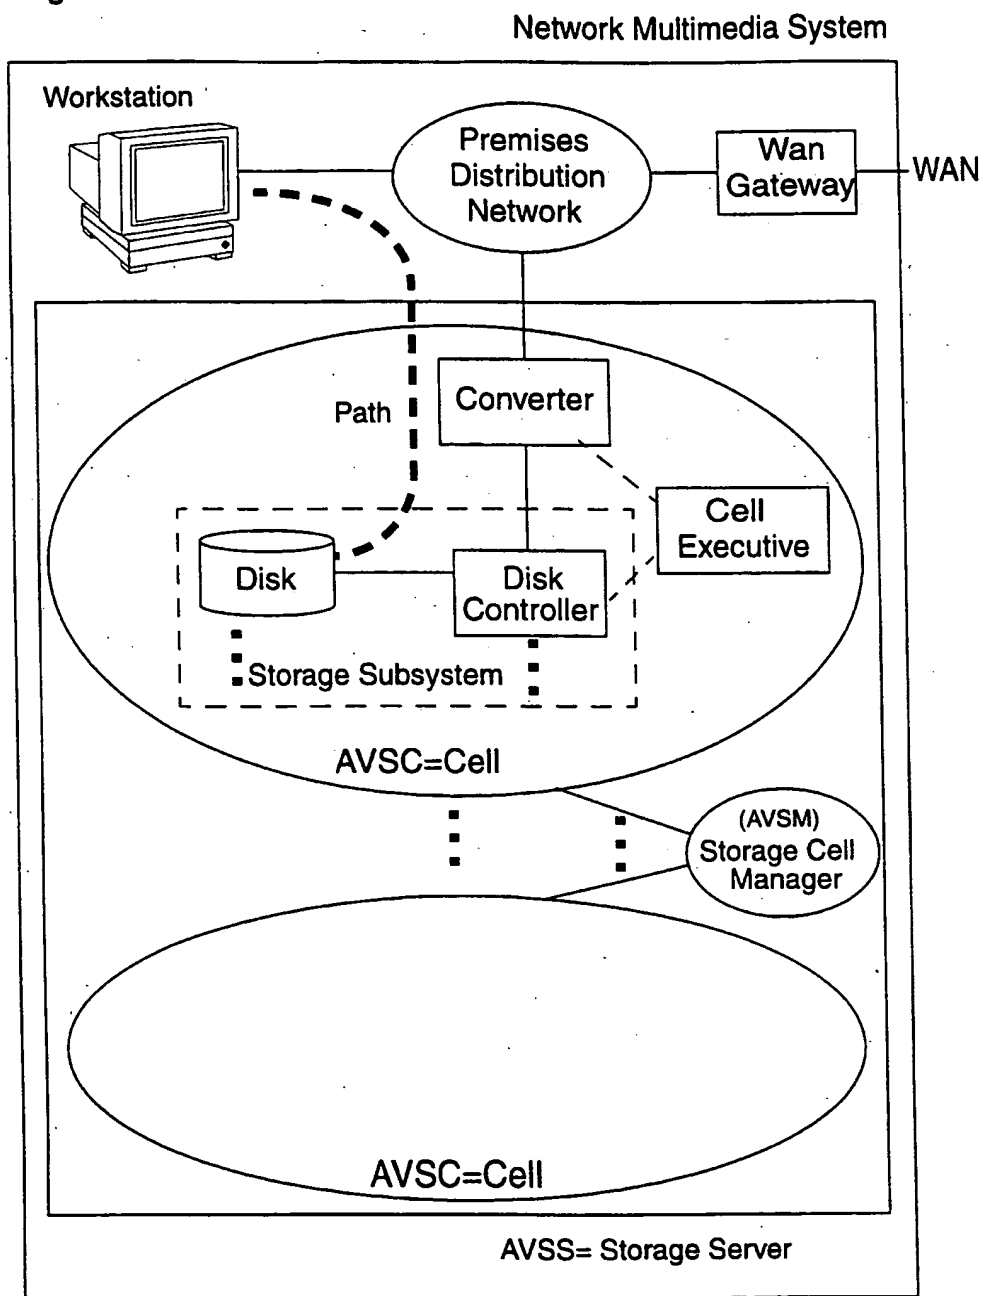 g
Network Multimedia System
Workstation
Premises
Distribution
Network
Wan
Gateway
WAN
Path
Converter
Cell
Executive
Disk
Disk
Controller
Storage Subsystem
AVSC=Cell
(AVSM)
Storage Cell
Manager
AVSC=Cell
AVSS= Storage Server